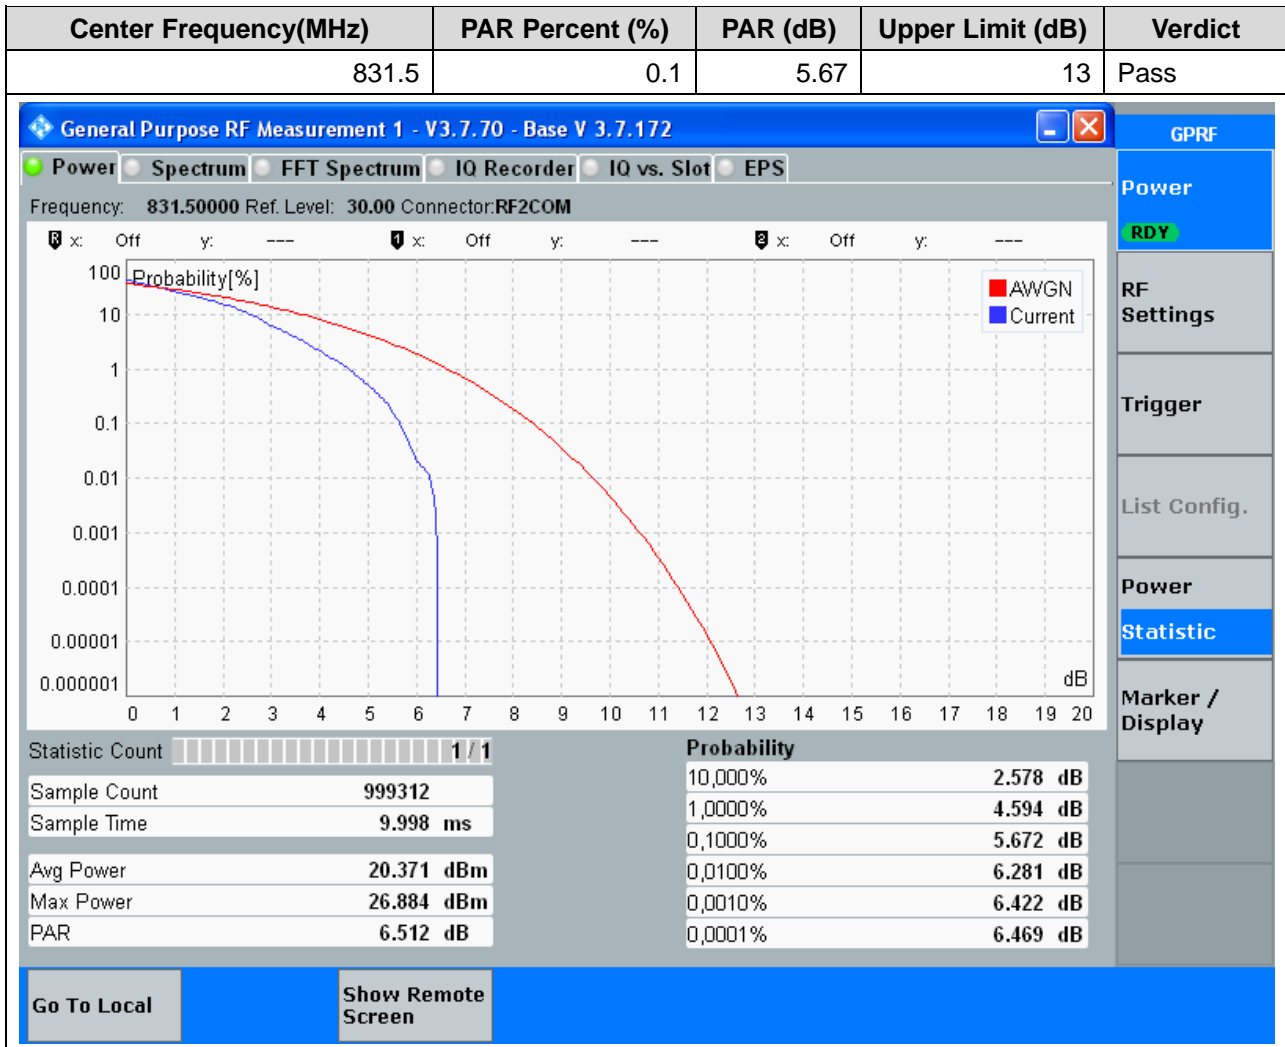 Center Frequency(MHz) PAR Percent (%) PAR (dB) Upper Limit (dB) Verdict
831.5 0.1 5.67 13 Pass
General Purpose RF Measurement 1 - V3.7.70 - Base V 3.7.172
GPRF
Power Spectrum FFT Spectrum IQ Recorder IQ vs. Slot EPS
Power
RDY
Frequency: 831.50000 Ref. Level: 30.00 Connector:RF2COM
R x: Off y: --- 1 x: Off y: --- 2 x: Off y: ---
Probability[%]
AWGN
Current
100
10
1
0.1
0.01
0.001
0.0001
0.00001
0.000001
dB
0 1 2 3 4 5 6 7 8 9 10 11 12 13 14 15 16 17 18 19 20
RF
Settings
Trigger
List Config.
Power
Statistic
Marker /
Display
Statistic Count 1 / 1
Sample Count 999312
Sample Time 9.998 ms
Avg Power 20.371 dBm
Max Power 26.884 dBm
PAR 6.512 dB
Probability
10,000% 2.578 dB
1,0000% 4.594 dB
0,1000% 5.672 dB
0,0100% 6.281 dB
0,0010% 6.422 dB
0,0001% 6.469 dB
Go To Local
Show Remote
Screen